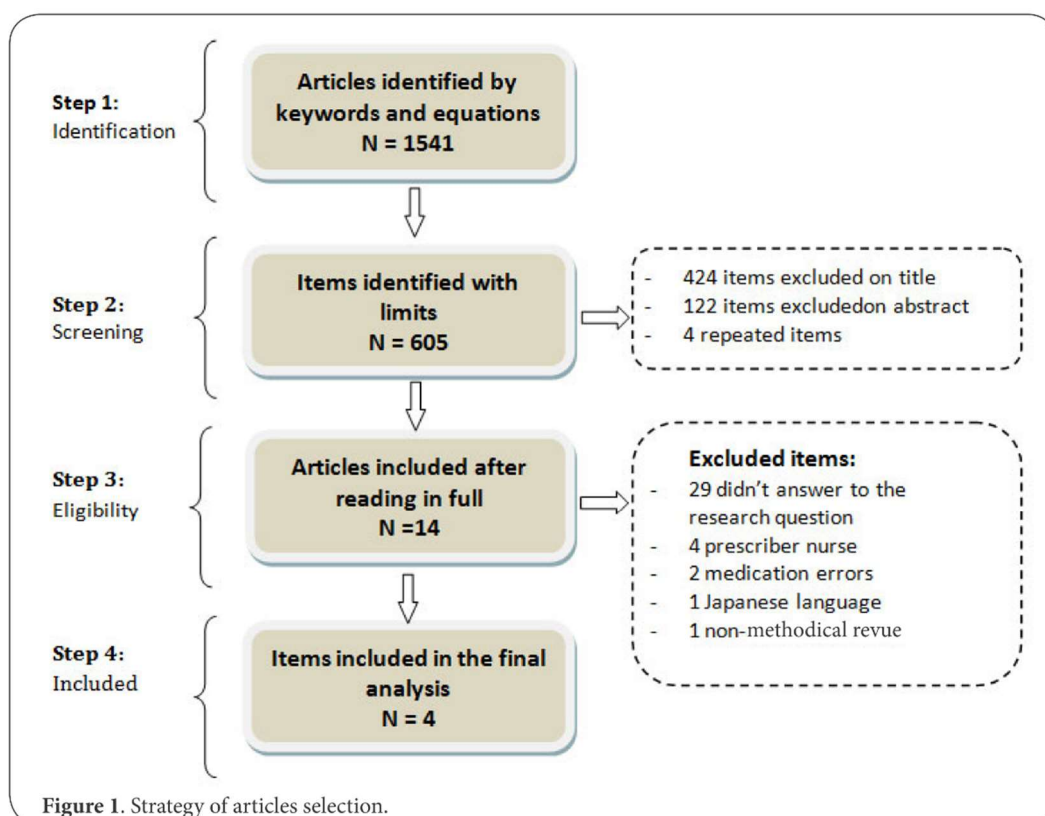 Step 1:
Identification
Articles identified by
keywords and equations
N = 1541
Step 2:
Screening
Items identified with
limits
N = 605
- 424 items excluded on title
- 122 items excludedon abstract
- 4 repeated items
Step 3:
Eligibility
Articles included after
reading in full
N =14
Excluded items:
- 29 didn't answer to the
research question
- 4 prescriber nurse
- 2 medication errors
- 1 Japanese language
- 1 non-methodical revue
Step 4:
Included
Items included in the final
analysis
N = 4
Figure 1. Strategy of articles selection.